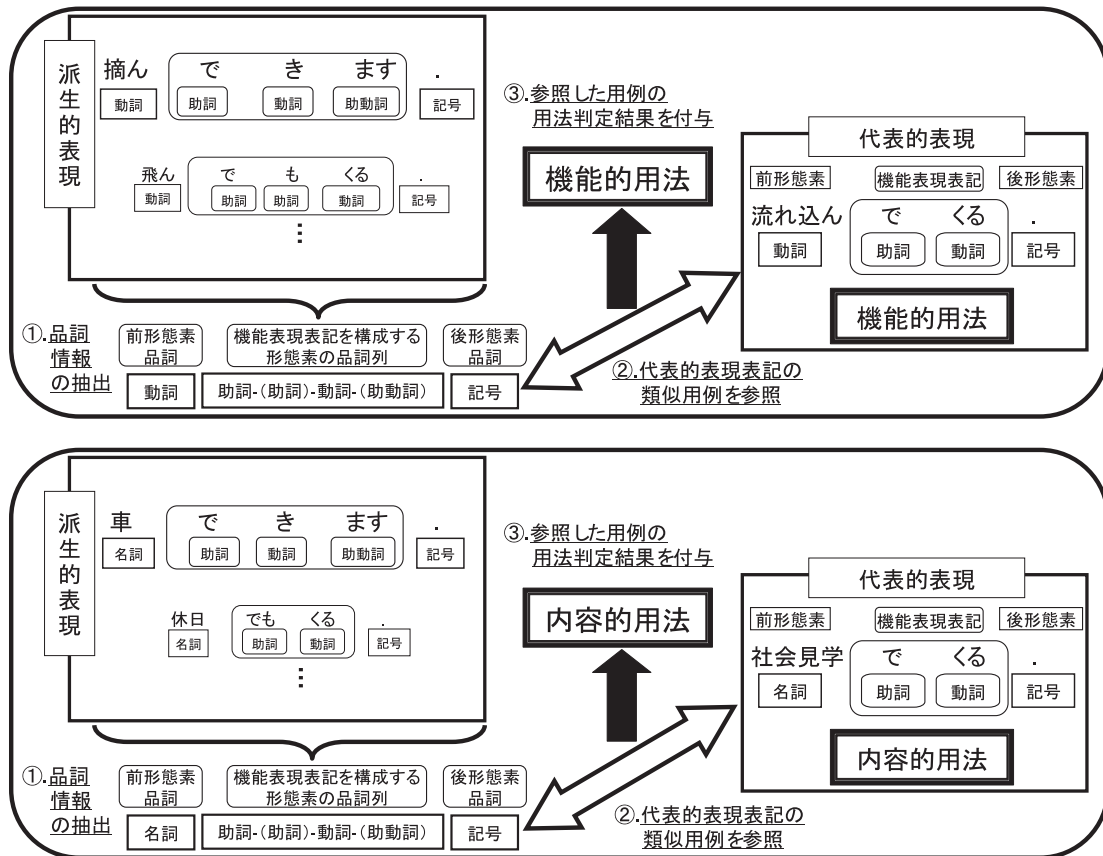 派生的表現
摘ん で き ます .
動詞 助詞 動詞 助動詞 記号
飛ん で も くる .
動詞 助詞 助詞 動詞 記号
⋮
①.品詞
情報
の抽出
前形態素
品詞
機能表現表記を構成する
形態素の品詞列
後形態素
品詞
動詞 助詞-(助詞)-動詞-(助動詞) 記号
③.参照した用例の
用法判定結果を付与
機能的用法
②.代表的表現表記の
類似用例を参照
代表的表現
前形態素 機能表現表記 後形態素
流れ込ん で くる .
動詞 助詞 動詞 記号
機能的用法
派生的表現
車 で き ます .
名詞 助詞 動詞 助動詞 記号
休日 でも くる .
名詞 助詞 動詞 記号
⋮
①.品詞
情報
の抽出
前形態素
品詞
機能表現表記を構成する
形態素の品詞列
後形態素
品詞
名詞 助詞-(助詞)-動詞-(助動詞) 記号
③.参照した用例の
用法判定結果を付与
内容的用法
②.代表的表現表記の
類似用例を参照
代表的表現
前形態素 機能表現表記 後形態素
社会見学 で くる .
名詞 助詞 動詞 記号
内容的用法